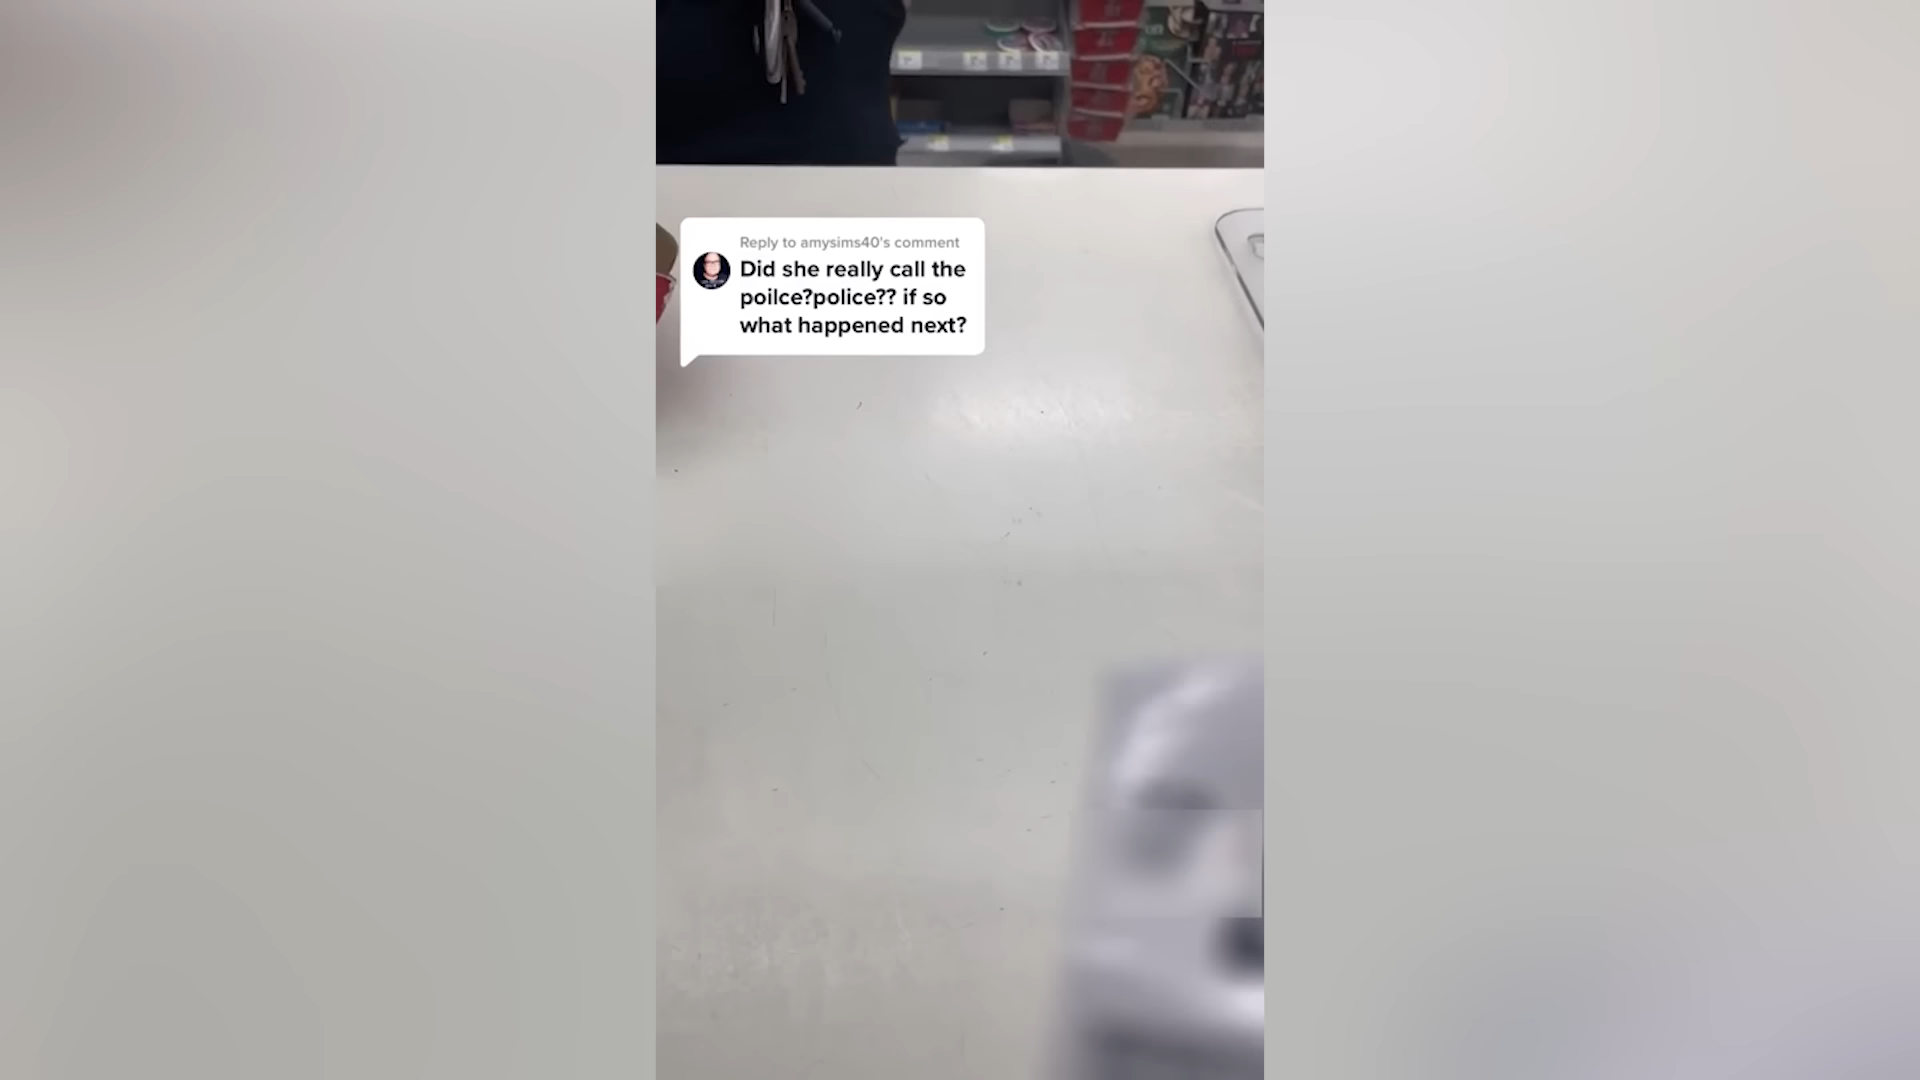 Reply to amysims40's comment
Did she really call the
poilce?police?? if so
what happened next?